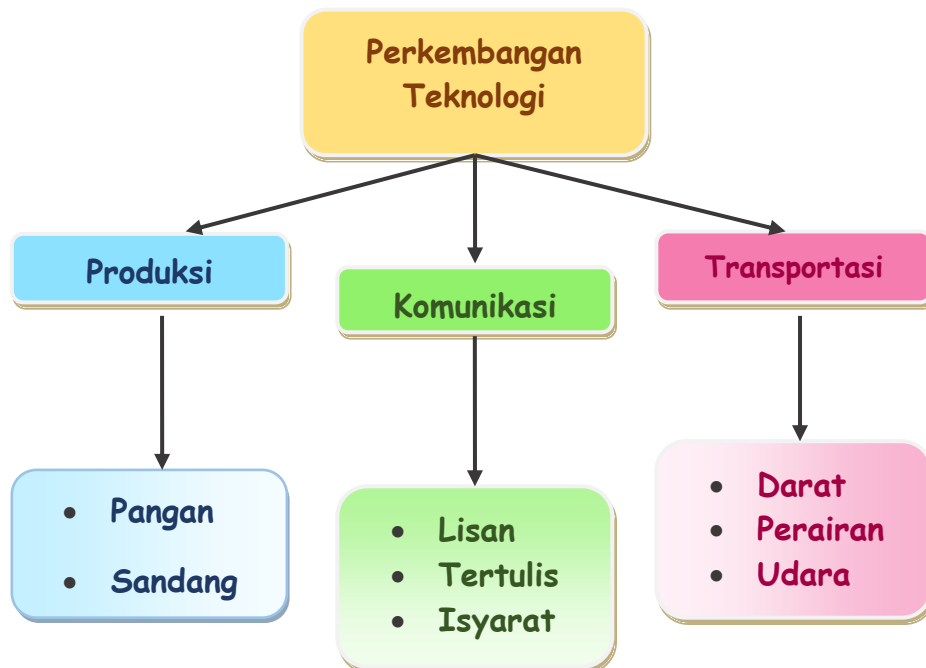 Perkembangan
Teknologi
Produksi
Komunikasi
Transportasi
• Pangan
• Sandang
• Lisan
• Tertulis
• Isyarat
• Darat
• Perairan
• Udara